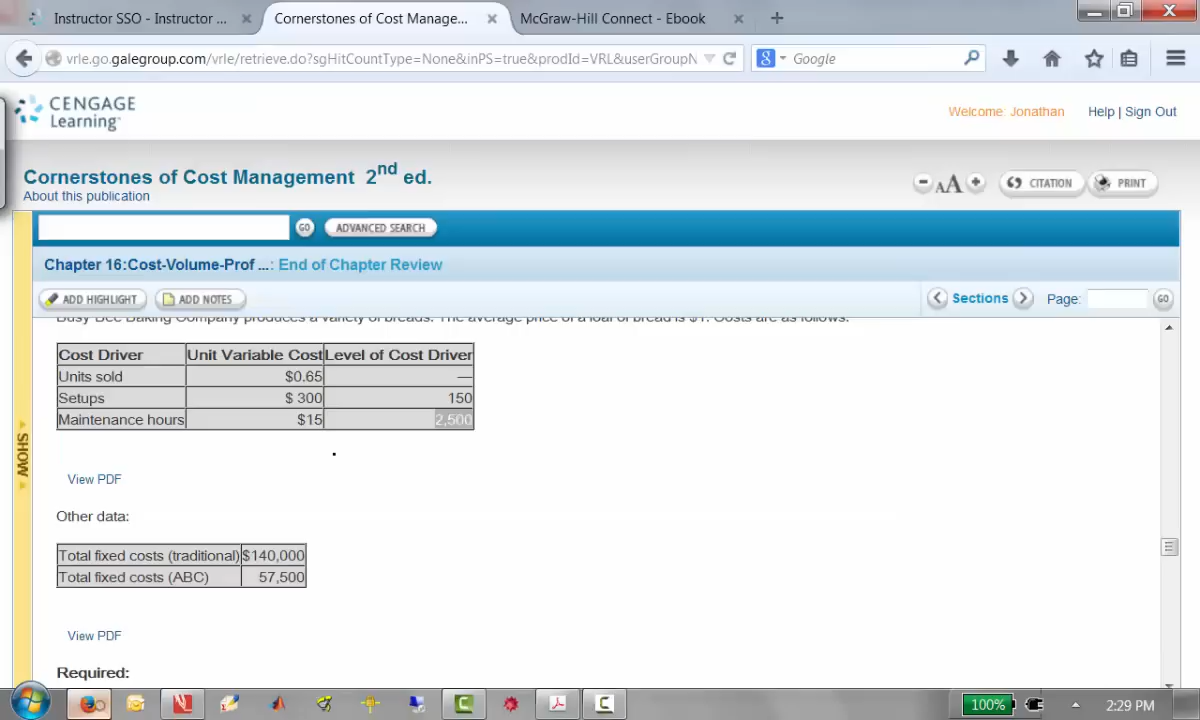 Instructor SSO - Instructor ...
Cornerstones of Cost Manage...
McGraw-Hill Connect - Ebook
vrle.go.galegroup.com/vrle/retrieve.do?sgHitCountType=None&inPS=true&prodId=VRL&userGroupN
Google
CENGAGE
Learning
Welcome: Jonathan
Help | Sign Out
Cornerstones of Cost Management 2nd ed.
About this publication
AA
CITATION
PRINT
GO
ADVANCED SEARCH
Chapter 16:Cost-Volume-Prof ...: End of Chapter Review
ADD HIGHLIGHT
ADD NOTES
Sections
Page:
GO
Busy Bee Baking Company produces a variety of breads. The average price of a loaf of bread is $1. Costs are as follows:
Cost Driver Unit Variable Cost Level of Cost Driver
Units sold $0.65 —
Setups $ 300 150
Maintenance hours $15 2,500
SHOW
View PDF
Other data:
Total fixed costs (traditional) $140,000
Total fixed costs (ABC) 57,500
View PDF
Required:
100%
2:29 PM